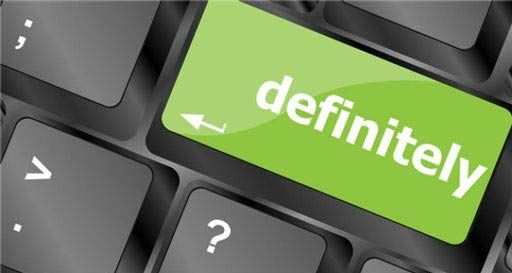 ;
definitely
>
.
?